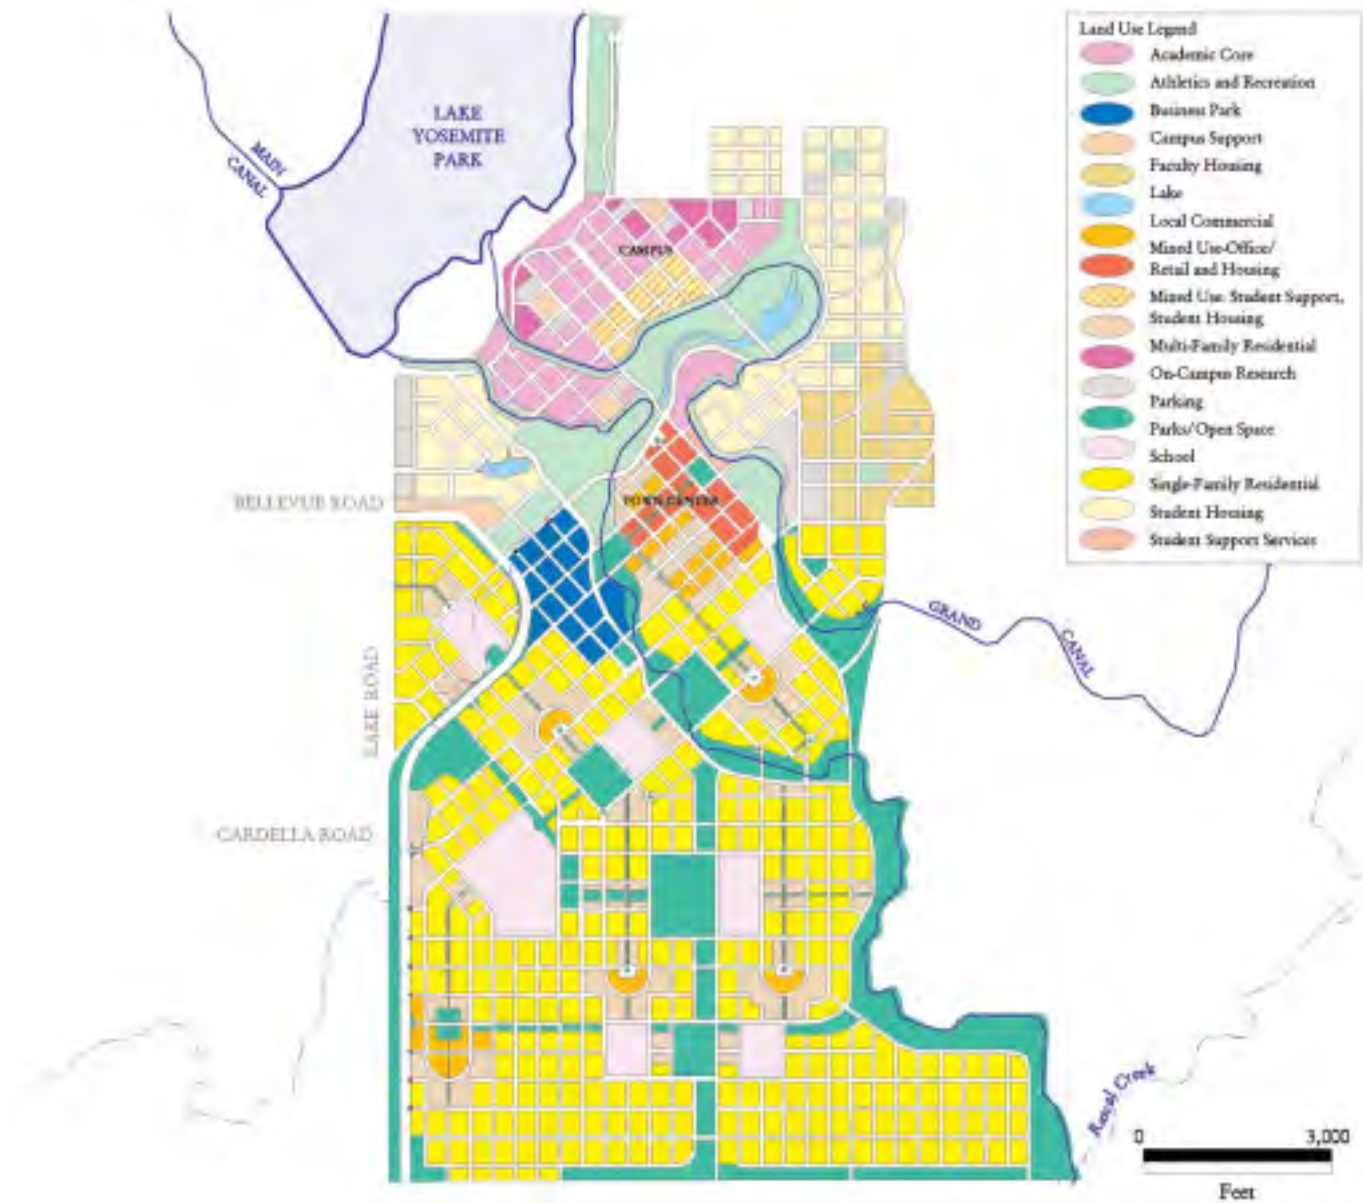 LAKE
YOSEMITE
PARK
MAIN
CANAL
CAMPUS
BELLEVUE ROAD
TOWN CENTER
GRAND
CANAL
LAKE ROAD
CARDELLA ROAD
Rascal Creek
0 3,000
Feet
Land Use Legend
Academic Core
Athletics and Recreation
Business Park
Campus Support
Faculty Housing
Lake
Local Commercial
Mixed Use-Office/
Retail and Housing
Mixed Use: Student Support,
Student Housing
Multi-Family Residential
On-Campus Research
Parking
Parks/Open Space
School
Single-Family Residential
Student Housing
Student Support Services